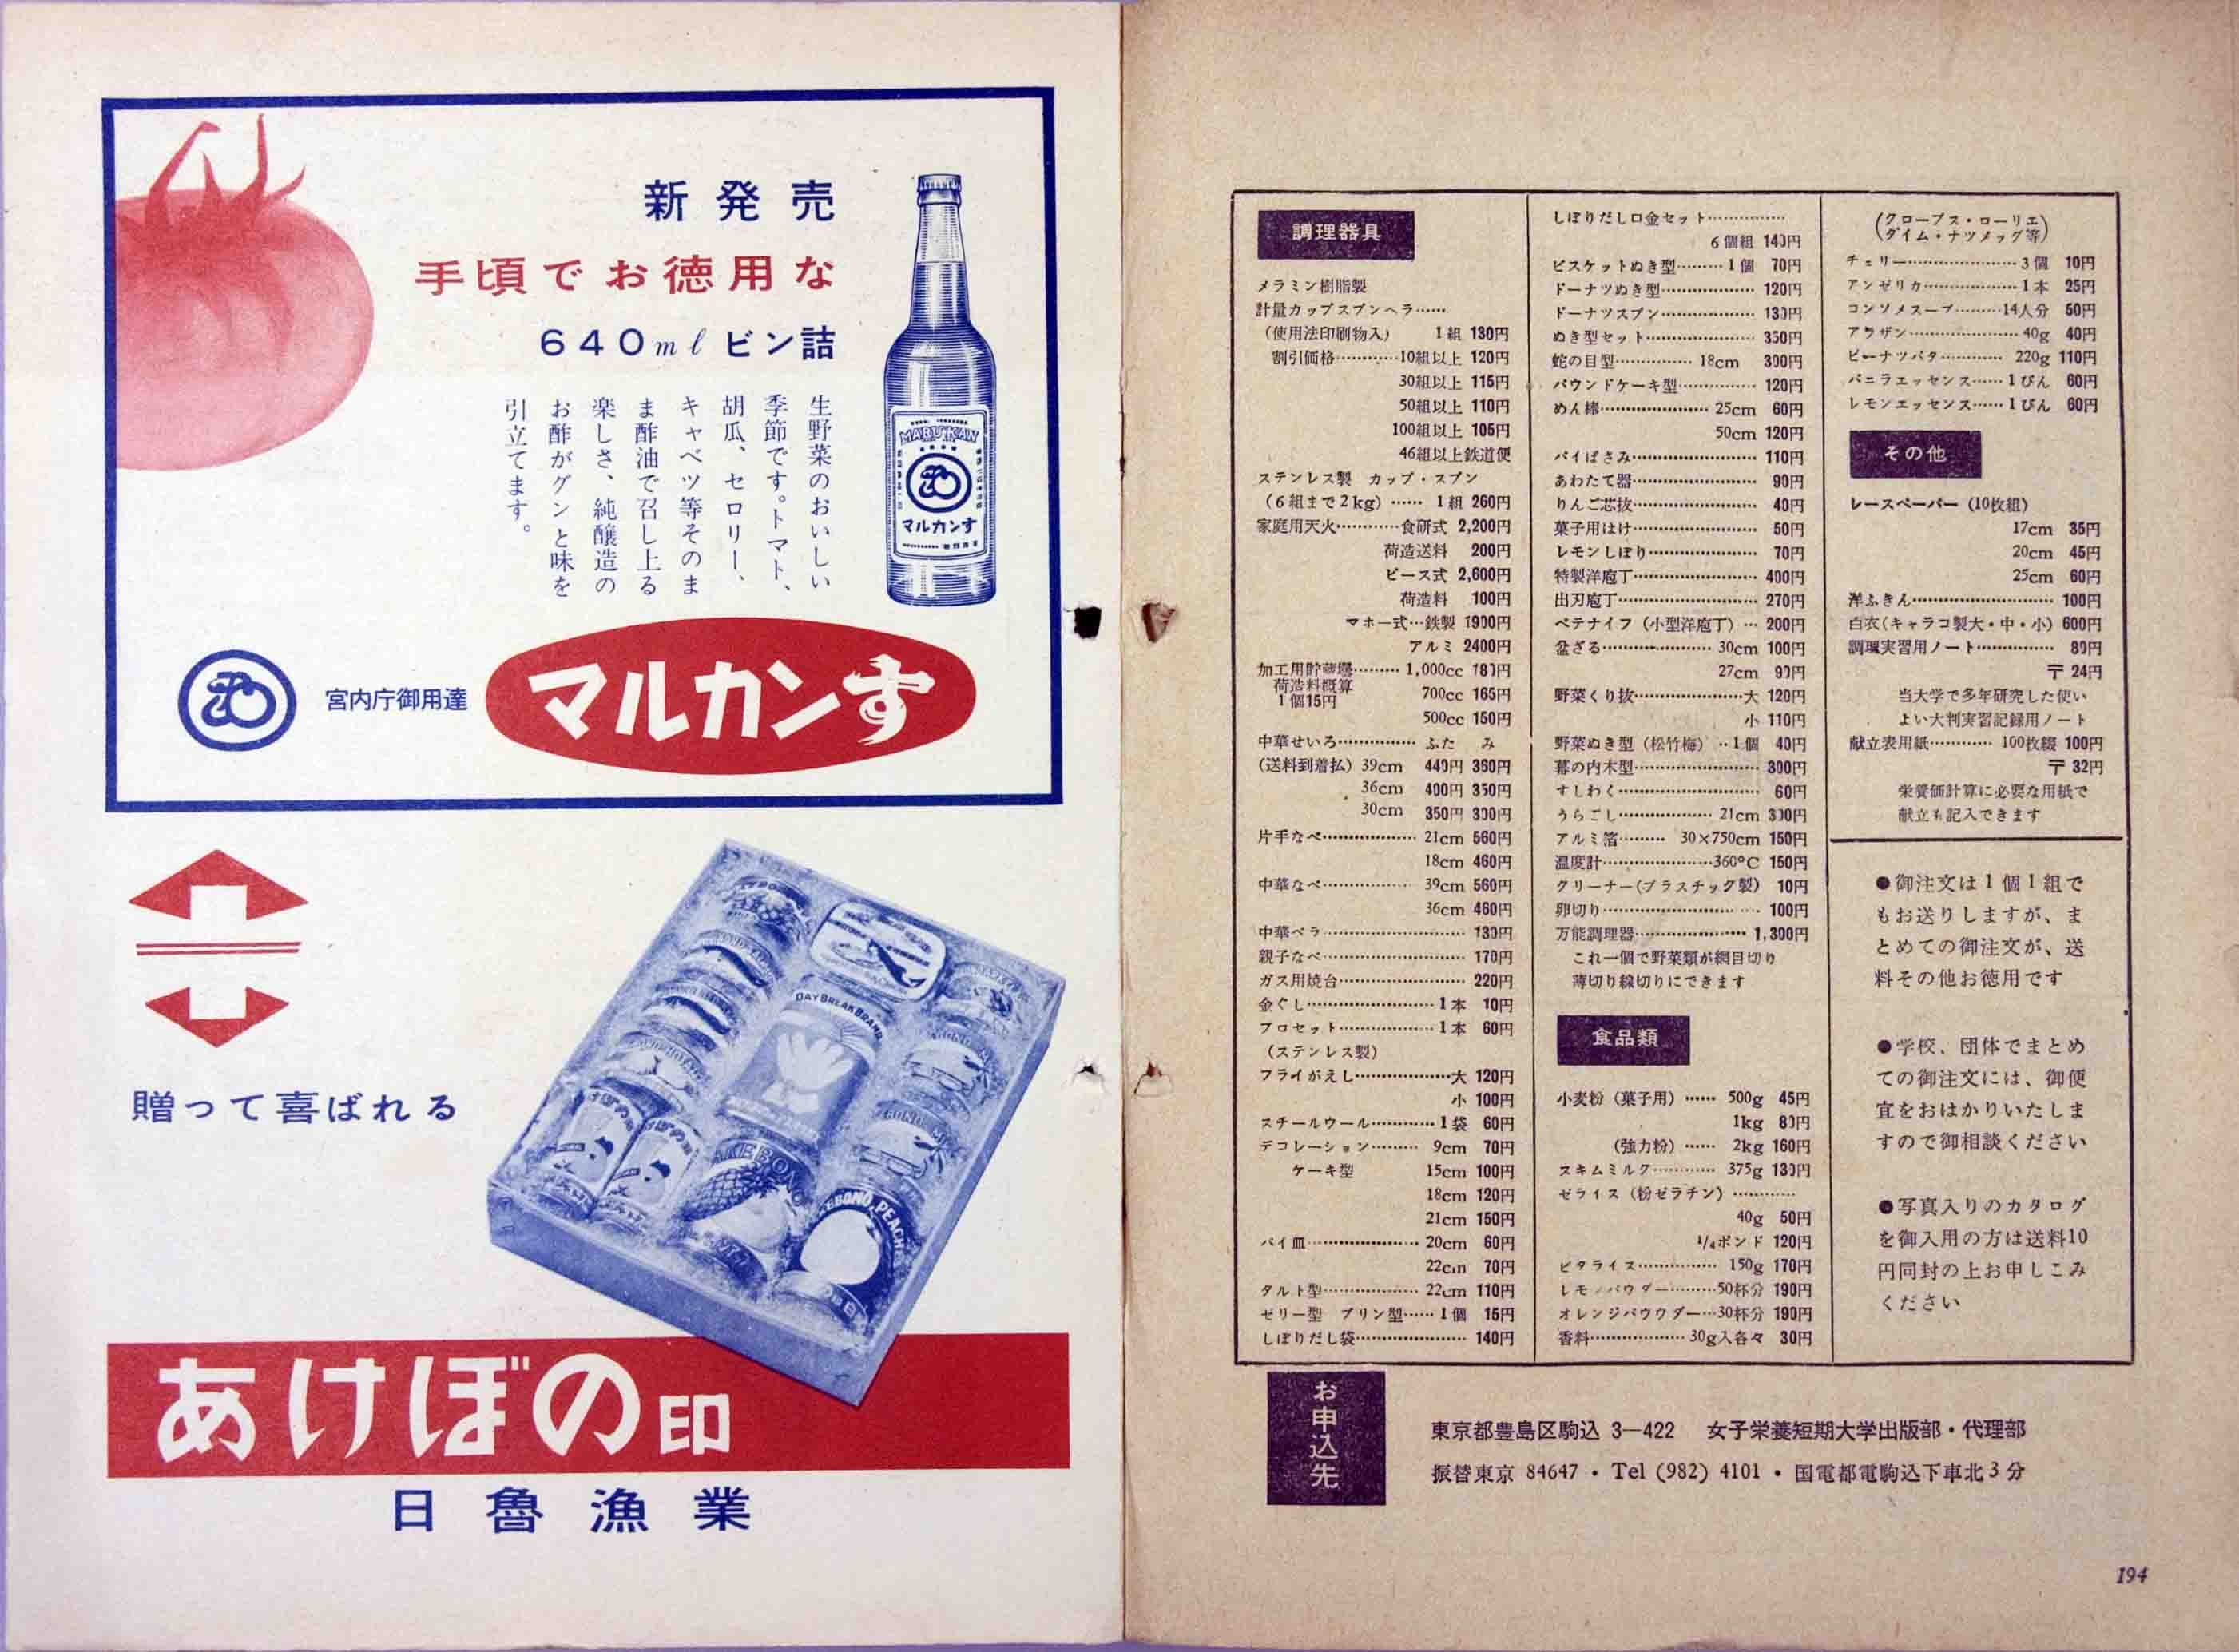 新発売
手頃でお徳用な
640mlビン詰
生野菜のおいしい
季節です。トマト、
胡瓜、セロリー、
キャベツ等そのま
ま酢油で召し上る
楽しさ、純醸造の
お酢がグンと味を
引立てます。
MARUKAN
マルカンす
宮内庁御用達
マルカンす
贈って喜ばれる
DAYBREAK BRAND
AKEBONO
あけぼの印
日魯漁業
調理器具
メラミン樹脂製
計量カップスプンヘラ……
(使用法印刷物入) 1組 130円
割引価格…………10組以上 120円
30組以上 115円
50組以上 110円
100組以上 105円
46組以上鉄道便
ステンレス製 カップ・スプン
(6組まで2kg)…… 1組 260円
家庭用天火…………食研式 2,200円
荷造送料 200円
ピース式 2,600円
荷造料 100円
マホー式…鉄製 1900円
アルミ 2400円
加工用貯蔵壜……… 1,000cc 180円
荷造料概算 700cc 165円
1個15円
500cc 150円
中華せいろ…………… ふた み
(送料到着払) 39cm 440円 360円
36cm 400円 350円
30cm 350円 300円
片手なべ……………… 21cm 560円
18cm 460円
中華なべ……………… 39cm 560円
36cm 460円
中華ベラ……………………… 130円
親子なべ……………………… 170円
ガス用焼台…………………… 220円
金ぐし……………………1本 10円
プロセット………………1本 60円
(ステンレス製)
フライがえし………………大 120円
小 100円
スチールウール…………1袋 60円
デコレーション……… 9cm 70円
ケーキ型 15cm 100円
18cm 120円
21cm 150円
パイ皿………………… 20cm 60円
22cm 70円
タルト型……………… 22cm 110円
ゼリー型 プリン型……1個 15円
しぼりだし袋………………… 140円
しぼりだし口金セット……………
6個組 140円
ビスケットぬき型………1個 70円
ドーナツぬき型……………… 120円
ドーナツスプン……………… 130円
ぬき型セット………………… 350円
蛇の目型…………… 18cm 300円
パウンドケーキ型…………… 120円
めん棒………………… 25cm 60円
50cm 120円
パイばさみ…………………… 110円
あわたて器…………………… 90円
りんご芯抜…………………… 40円
菓子用はけ…………………… 50円
レモンしぼり………………… 70円
特製洋庖丁…………………… 400円
出刃庖丁……………………… 270円
ペテナイフ(小型洋庖丁)… 200円
盆ざる………………… 30cm 100円
27cm 90円
野菜くり抜…………………大 120円
小 110円
野菜ぬき型(松竹梅)‥1個 40円
幕の内木型…………………… 300円
すしわく……………………… 60円
うらごし……………… 21cm 300円
アルミ箔……… 30×750cm 150円
温度計…………………360°C 150円
クリーナー(プラスチック製) 10円
卵切り………………………… 100円
万能調理器………………… 1,300円
これ一個で野菜類が網目切り
薄切り線切りにできます
食品類
小麦粉(菓子用)…… 500g 45円
1kg 80円
(強力粉)…… 2kg 160円
スキムミルク………… 375g 130円
ゼライス(粉ゼラチン)…………
40g 50円
1/4ポンド 120円
ビタライス…………… 150g 170円
レモンパウダー………50杯分 190円
オレンジパウウダー…30杯分 190円
香料………………30g入各々 30円
(クローブス・ローリエ)
(タイム・ナツメッグ等)
チェリー…………………3個 10円
アンゼリカ………………1本 25円
コンソメスープ………14人分 50円
アラザン………………… 40g 40円
ピーナツバタ………… 220g 110円
バニラエッセンス……1びん 60円
レモンエッセンス……1びん 60円
その他
レースペーパー(10枚組)
17cm 35円
20cm 45円
25cm 60円
洋ふきん……………………… 100円
白衣(キャラコ製大・中・小) 600円
調理実習用ノート…………… 80円
〒 24円
当大学で多年研究した使い
よい大判実習記録用ノート
献立表用紙………… 100枚綴 100円
〒 32円
栄養価計算に必要な用紙で
献立も記入できます
●御注文は1個1組で
もお送りしますが、ま
とめての御注文が、送
料その他お徳用です
●学校、団体でまとめ
ての御注文には、御便
宜をおはかりいたしま
すので御相談ください
●写真入りのカタログ
を御入用の方は送料10
円同封の上お申しこみ
ください
お申込先
東京都豊島区駒込 3—422 女子栄養短期大学出版部・代理部
振替東京 84647・Tel (982) 4101・国電都電駒込下車北3分
194